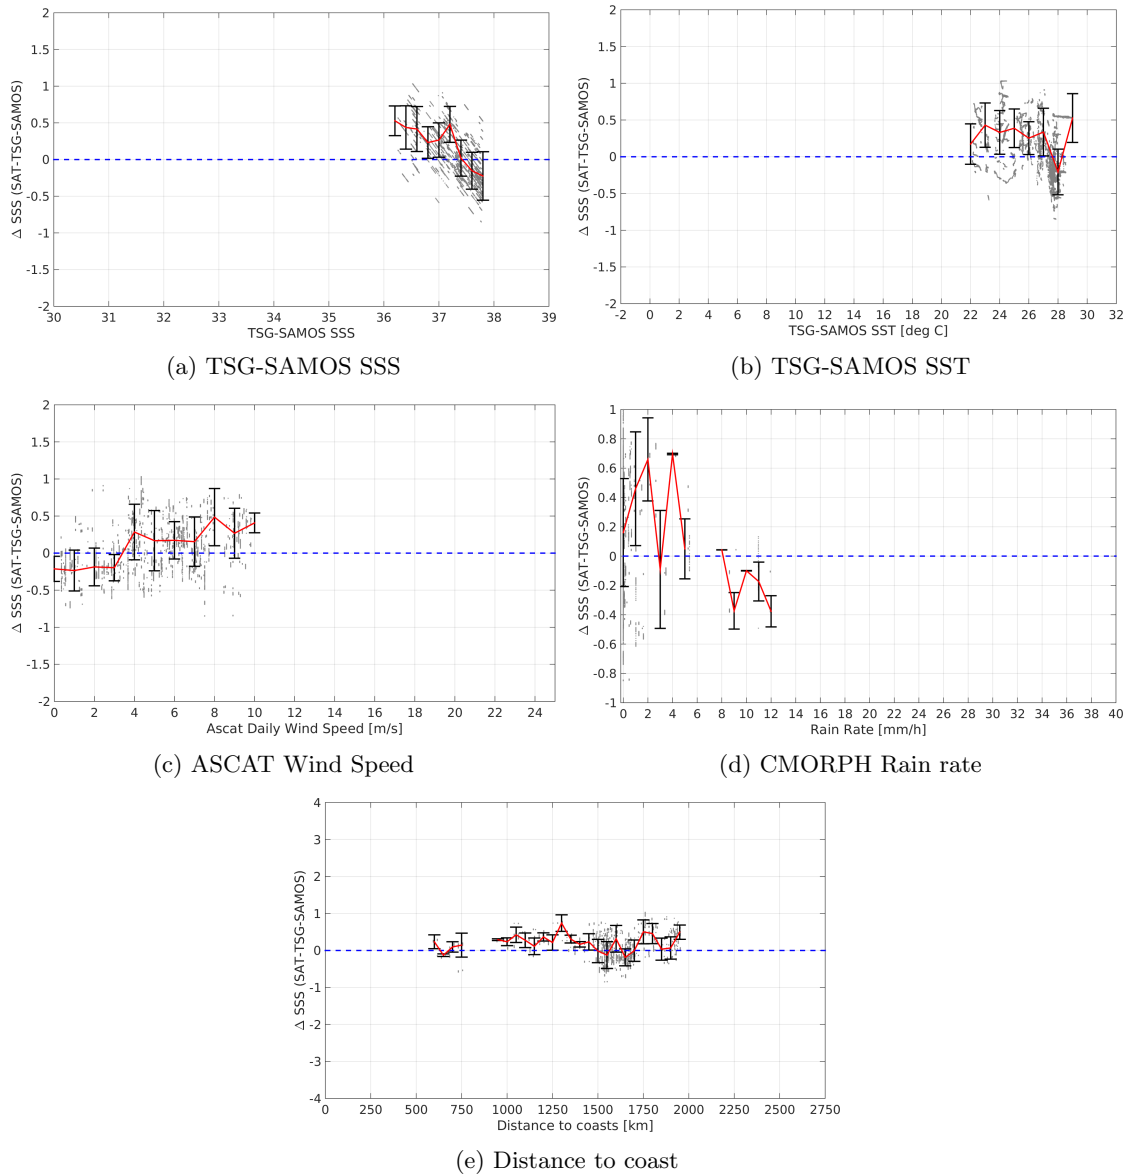 2
1.5
1
0.5
0
-0.5
-1
-1.5
-2
Δ SSS (SAT-TSG-SAMOS)
30 31 32 33 34 35 36 37 38 39
TSG-SAMOS SSS
(a) TSG-SAMOS SSS
2
1.5
1
0.5
0
-0.5
-1
-1.5
-2
Δ SSS (SAT-TSG-SAMOS)
-2 0 2 4 6 8 10 12 14 16 18 20 22 24 26 28 30 32
TSG-SAMOS SST [deg C]
(b) TSG-SAMOS SST
2
1.5
1
0.5
0
-0.5
-1
-1.5
-2
Δ SSS (SAT-TSG-SAMOS)
0 2 4 6 8 10 12 14 16 18 20 22 24
Ascat Daily Wind Speed [m/s]
(c) ASCAT Wind Speed
1
0.8
0.6
0.4
0.2
0
-0.2
-0.4
-0.6
-0.8
-1
Δ SSS (SAT-TSG-SAMOS)
0 2 4 6 8 10 12 14 16 18 20 22 24 26 28 30 32 34 36 38 40
Rain Rate [mm/h]
(d) CMORPH Rain rate
4
3
2
1
0
-1
-2
-3
-4
Δ SSS (SAT-TSG-SAMOS)
0 250 500 750 1000 1250 1500 1750 2000 2250 2500 2750
Distance to coasts [km]
(e) Distance to coast